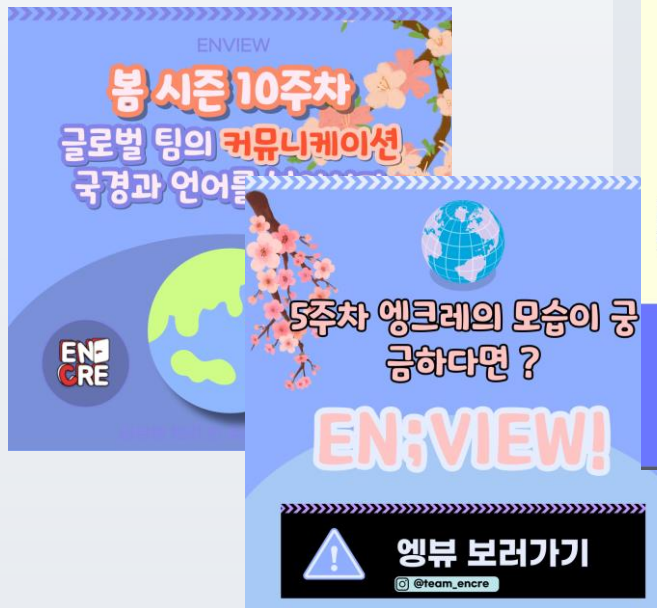 ENVIEW
봄 시즌 10주차
글로벌 팀의 커뮤니케이션
국경과 언어를
EN-
CRE
5주차 엥크레의 모습이 궁
금하다면 ?
EN;VIEW!
엥뷰 보러가기
@team_encre